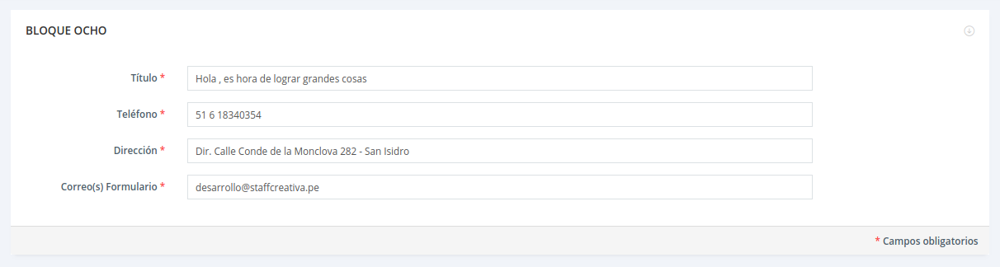 BLOQUE OCHO
Título * Hola , es hora de lograr grandes cosas
Teléfono * 51 6 18340354
Dirección * Dir. Calle Conde de la Monclova 282 - San Isidro
Correo(s) Formulario * desarrollo@staffcreativa.pe
* Campos obligatorios